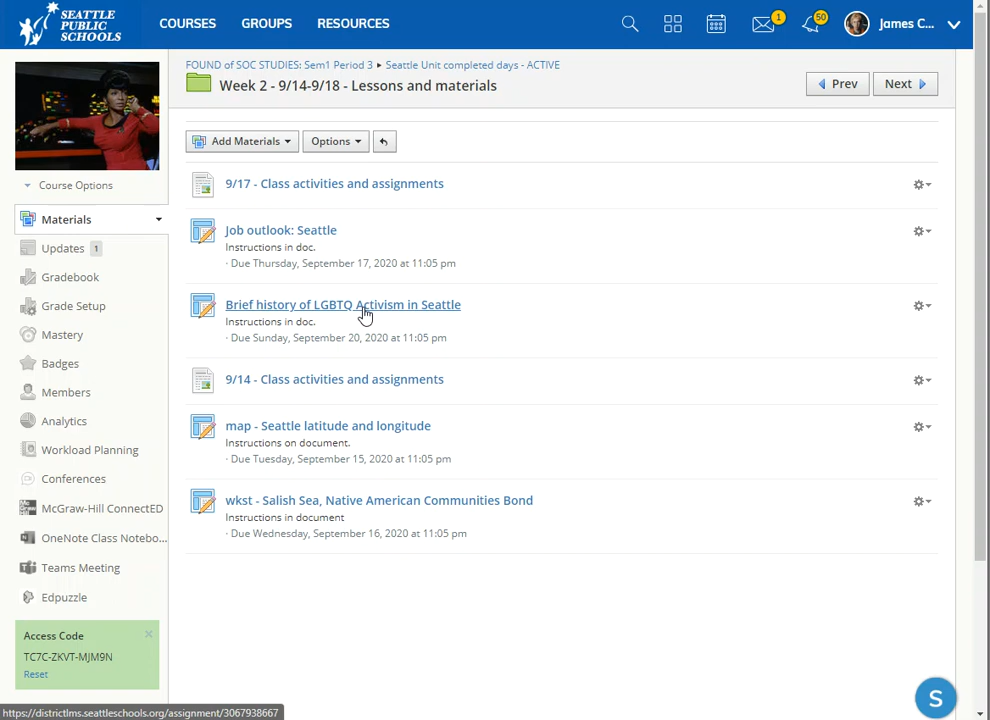 SEATTLE
PUBLIC
SCHOOLS
COURSES
GROUPS
RESOURCES
1
50
James C...
FOUND of SOC STUDIES: Sem1 Period 3 ▸ Seattle Unit completed days - ACTIVE
Week 2 - 9/14-9/18 - Lessons and materials
Prev
Next
Course Options
Materials
Updates 1
Gradebook
Grade Setup
Mastery
Badges
Members
Analytics
Workload Planning
Conferences
McGraw-Hill ConnectED
OneNote Class Notebo...
Teams Meeting
Edpuzzle
Access Code
TC7C-ZKVT-MJM9N
Reset
Add Materials
Options
9/17 - Class activities and assignments
Job outlook: Seattle
Instructions in doc.
· Due Thursday, September 17, 2020 at 11:05 pm
Brief history of LGBTQ Activism in Seattle
Instructions in doc.
· Due Sunday, September 20, 2020 at 11:05 pm
9/14 - Class activities and assignments
map - Seattle latitude and longitude
Instructions on document.
· Due Tuesday, September 15, 2020 at 11:05 pm
wkst - Salish Sea, Native American Communities Bond
Instructions in document
· Due Wednesday, September 16, 2020 at 11:05 pm
S
https://districtlms.seattleschools.org/assignment/3067938667